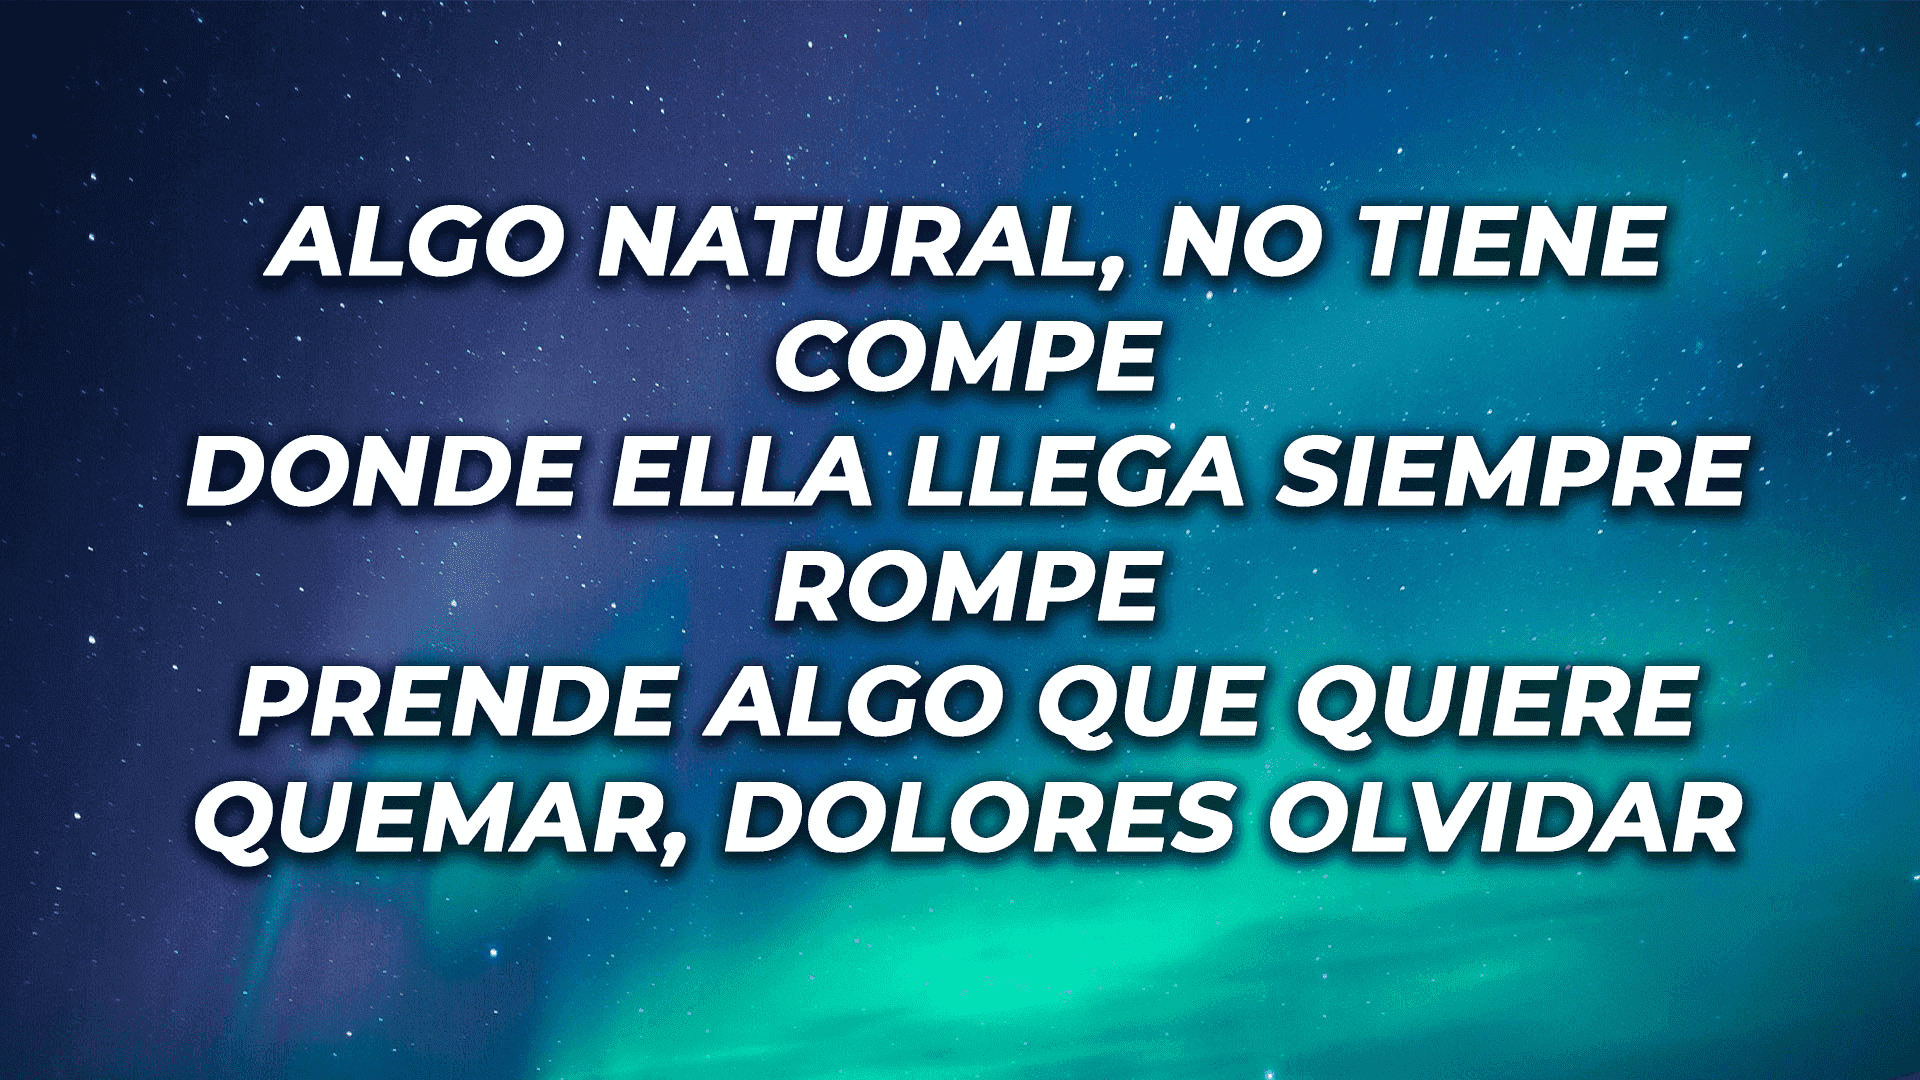 ALGO NATURAL, NO TIENE
COMPE
DONDE ELLA LLEGA SIEMPRE
ROMPE
PRENDE ALGO QUE QUIERE
QUEMAR, DOLORES OLVIDAR